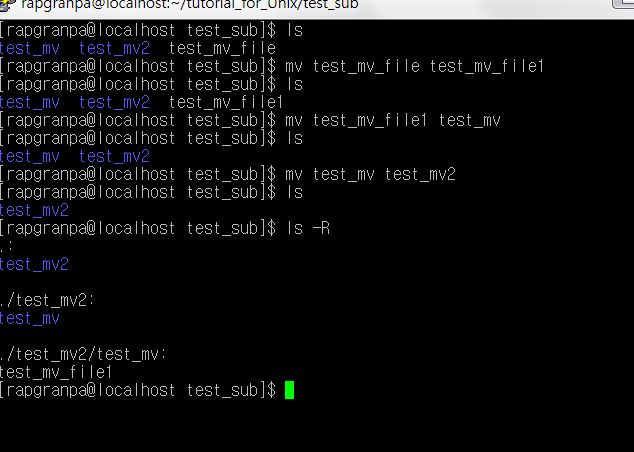 rapgranpa@localhost:~/tutorial_for_Unix/test_sub
[rapgranpa@localhost test_sub]$ ls
test_mv  test_mv2  test_mv_file
[rapgranpa@localhost test_sub]$ mv test_mv_file test_mv_file1
[rapgranpa@localhost test_sub]$ ls
test_mv  test_mv2  test_mv_file1
[rapgranpa@localhost test_sub]$ mv test_mv_file1 test_mv
[rapgranpa@localhost test_sub]$ ls
test_mv  test_mv2
[rapgranpa@localhost test_sub]$ mv test_mv test_mv2
[rapgranpa@localhost test_sub]$ ls
test_mv2
[rapgranpa@localhost test_sub]$ ls -R
.:
test_mv2
./test_mv2:
test_mv
./test_mv2/test_mv:
test_mv_file1
[rapgranpa@localhost test_sub]$